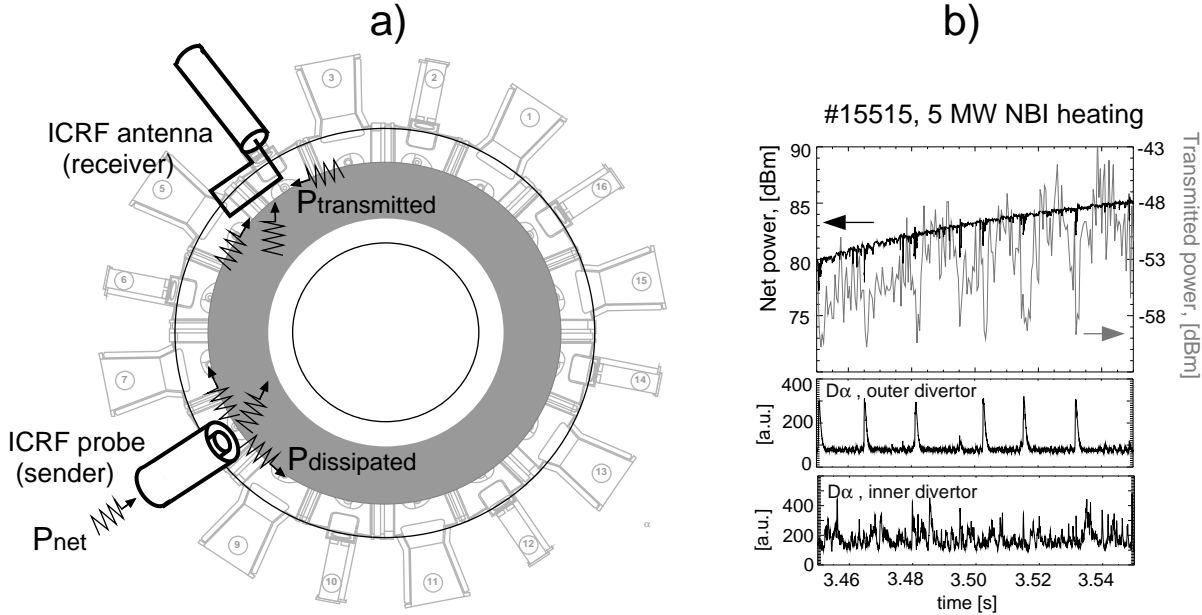 a)
3
2
1
16
15
14
13
12
11
10
9
7
6
5
ICRF antenna
(receiver)
Ptransmitted
ICRF probe
(sender)
Pnet
Pdissipated
α
b)
#15515, 5 MW NBI heating
Net power, [dBm]
90
85
80
75
Transmitted power, [dBm]
-43
-48
-53
-58
Dα , outer divertor
[a.u.]
400
200
0
Dα , inner divertor
[a.u.]
400
200
0
3.46 3.48 3.50 3.52 3.54
time [s]